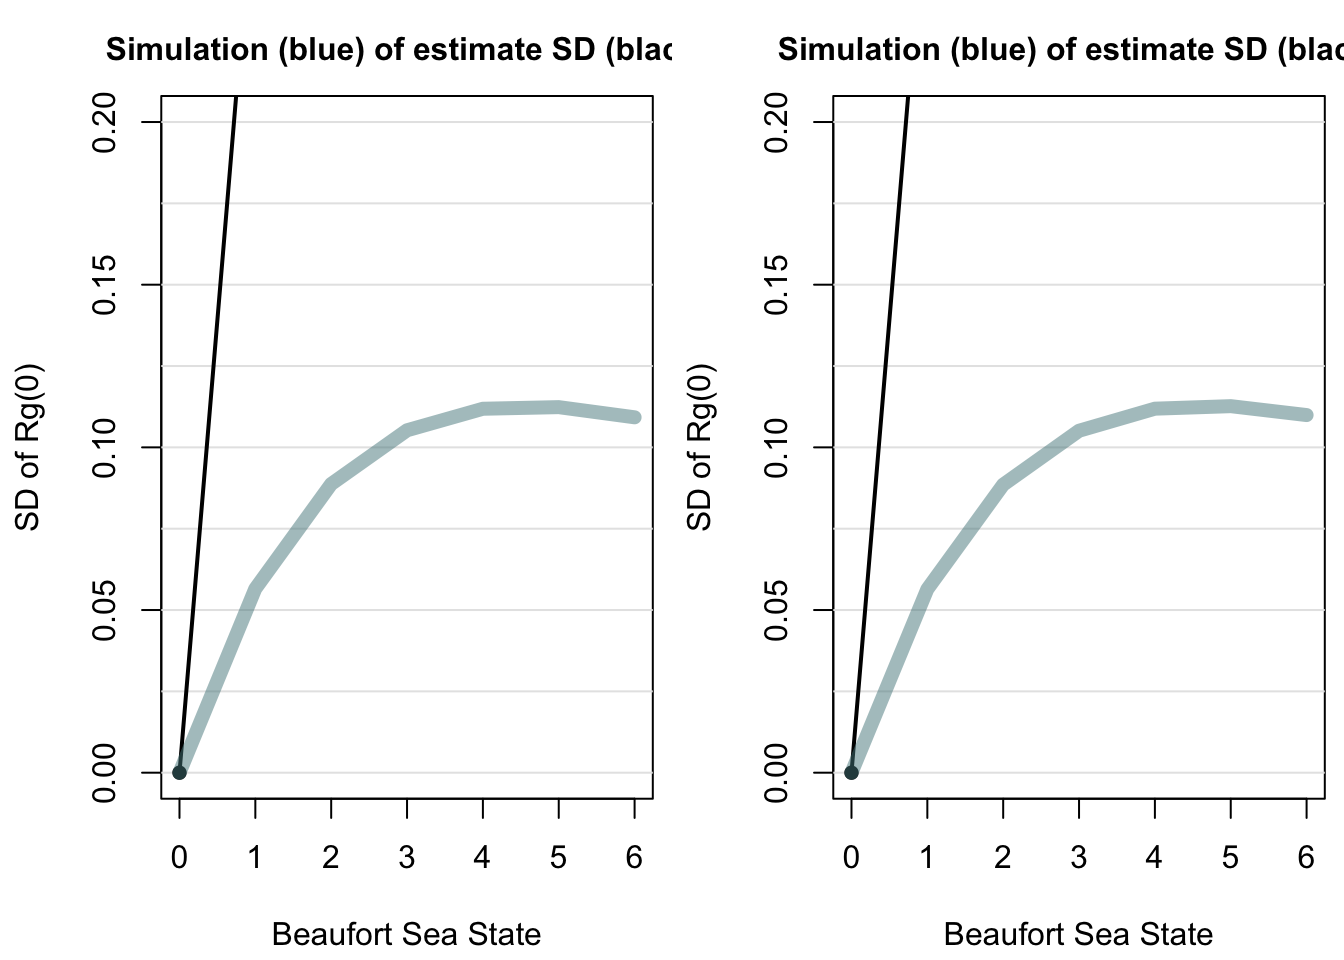 Simulation (blue) of estimate SD (blac
SD of Rg(0)
0.20
0.15
0.10
0.05
0.00
0 1 2 3 4 5 6
Beaufort Sea State
Simulation (blue) of estimate SD (blac
SD of Rg(0)
0.20
0.15
0.10
0.05
0.00
0 1 2 3 4 5 6
Beaufort Sea State